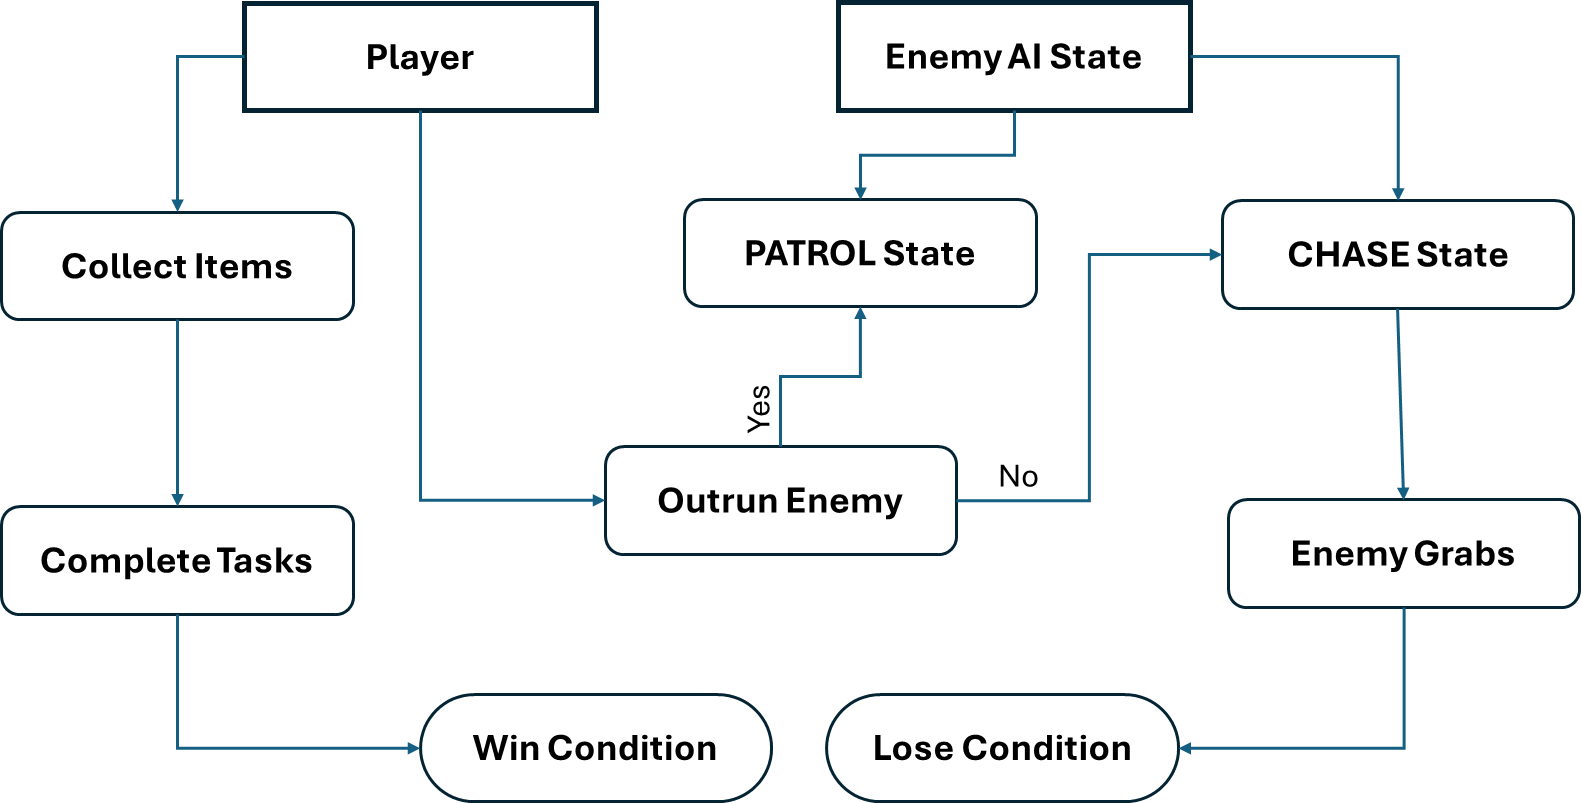 Player
Enemy AI State
Collect Items
PATROL State
CHASE State
Yes
No
Outrun Enemy
Complete Tasks
Enemy Grabs
Win Condition
Lose Condition